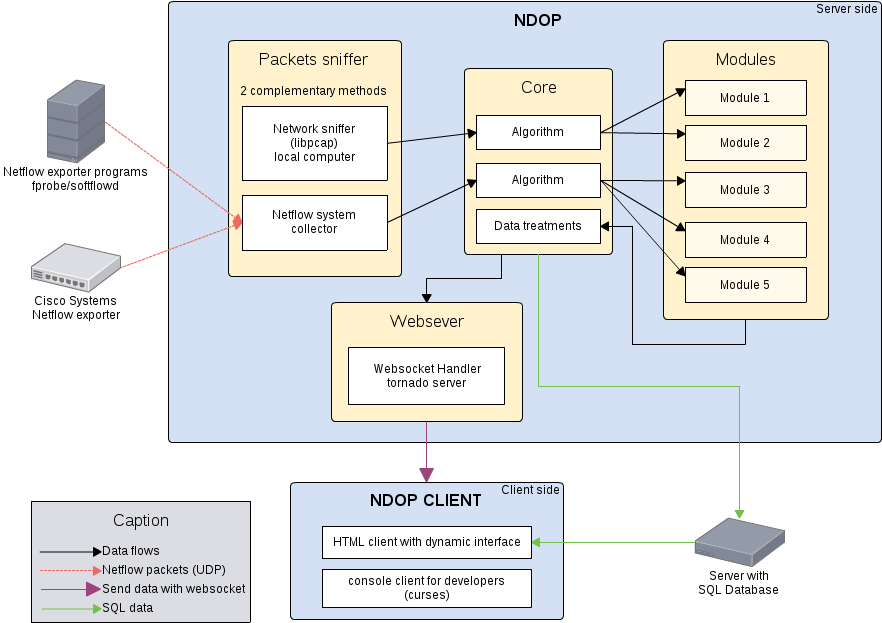 Server side
NDOP
Packets sniffer
2 complementary methods
Network sniffer
(libpcap)
local computer
Netflow system
collector
Core
Algorithm
Algorithm
Data treatments
Modules
Module 1
Module 2
Module 3
Module 4
Module 5
Netflow exporter programs
fprobe/softflowd
Cisco Systems
Netflow exporter
Websever
Websocket Handler
tornado server
Client side
NDOP CLIENT
HTML client with dynamic interface
console client for developers
(curses)
Server with
SQL Database
Caption
Data flows
Netflow packets (UDP)
Send data with websocket
SQL data